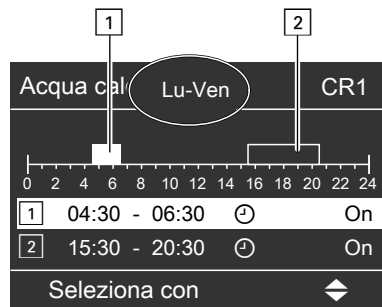 1 2
Acqua cal Lu-Ven CR1
0 2 4 6 8 10 12 14 16 18 20 22 24
1 04:30 - 06:30 On
2 15:30 - 20:30 On
Seleziona con